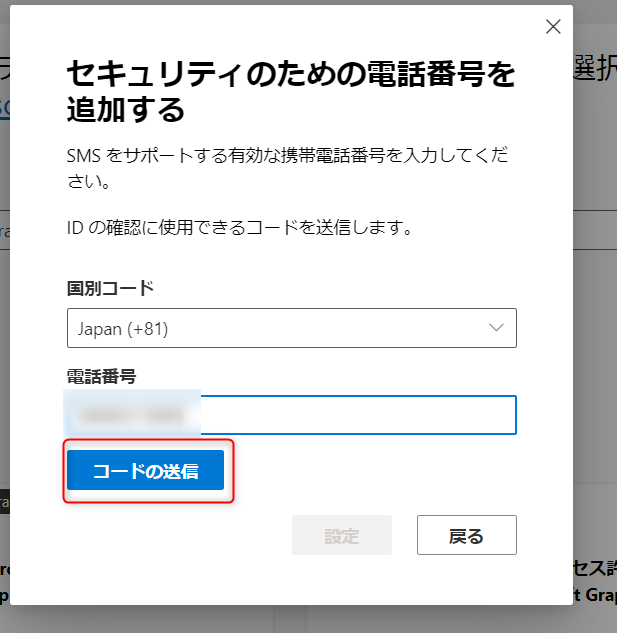 セキュリティのための電話番号を
追加する
SMS をサポートする有効な携帯電話番号を入力してくだ
さい。
ID の確認に使用できるコードを送信します。
国別コード
Japan (+81)
電話番号
コードの送信
設定
戻る
選択
セス許
ft Grap